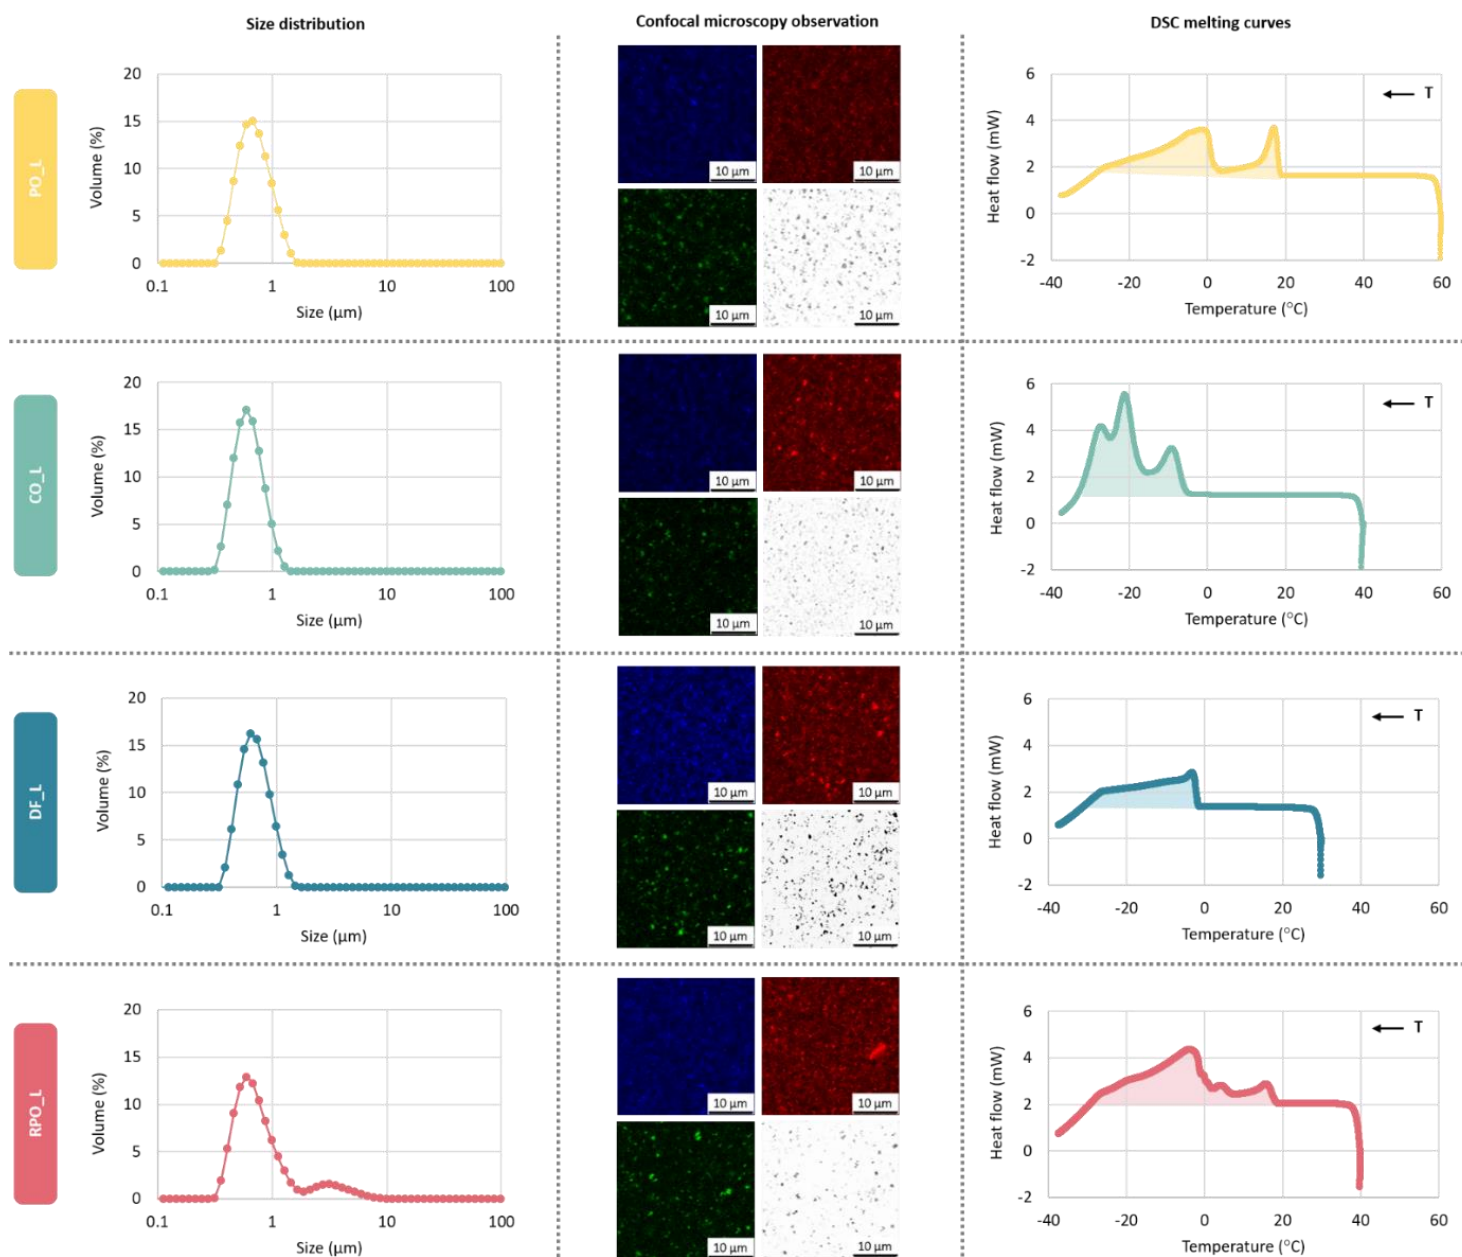 Size distribution
Confocal microscopy observation
DSC melting curves
PO_L
20
15
10
5
0
Volume (%)
0.1 1 10 100
Size (µm)
10 µm
10 µm
10 µm
10 µm
6
4
2
0
-2
Heat flow (mW)
T
-40 -20 0 20 40 60
Temperature (°C)
CO_L
20
15
10
5
0
Volume (%)
0.1 1 10 100
Size (µm)
10 µm
10 µm
10 µm
10 µm
6
4
2
0
-2
Heat flow (mW)
T
-40 -20 0 20 40 60
Temperature (°C)
DF_L
20
15
10
5
0
Volume (%)
0.1 1 10 100
Size (µm)
10 µm
10 µm
10 µm
10 µm
6
4
2
0
-2
Heat flow (mW)
T
-40 -20 0 20 40 60
Temperature (°C)
RPO_L
20
15
10
5
0
Volume (%)
0.1 1 10 100
Size (µm)
10 µm
10 µm
10 µm
10 µm
6
4
2
0
-2
Heat flow (mW)
T
-40 -20 0 20 40 60
Temperature (°C)